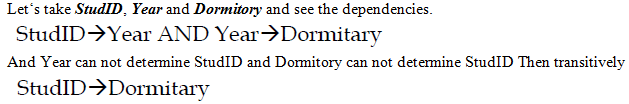 Let's take StudID, Year and Dormitory and see the dependencies.
StudID→Year AND Year→Dormitary
And Year can not determine StudID and Dormitory can not determine StudID Then transitively
StudID→Dormitary